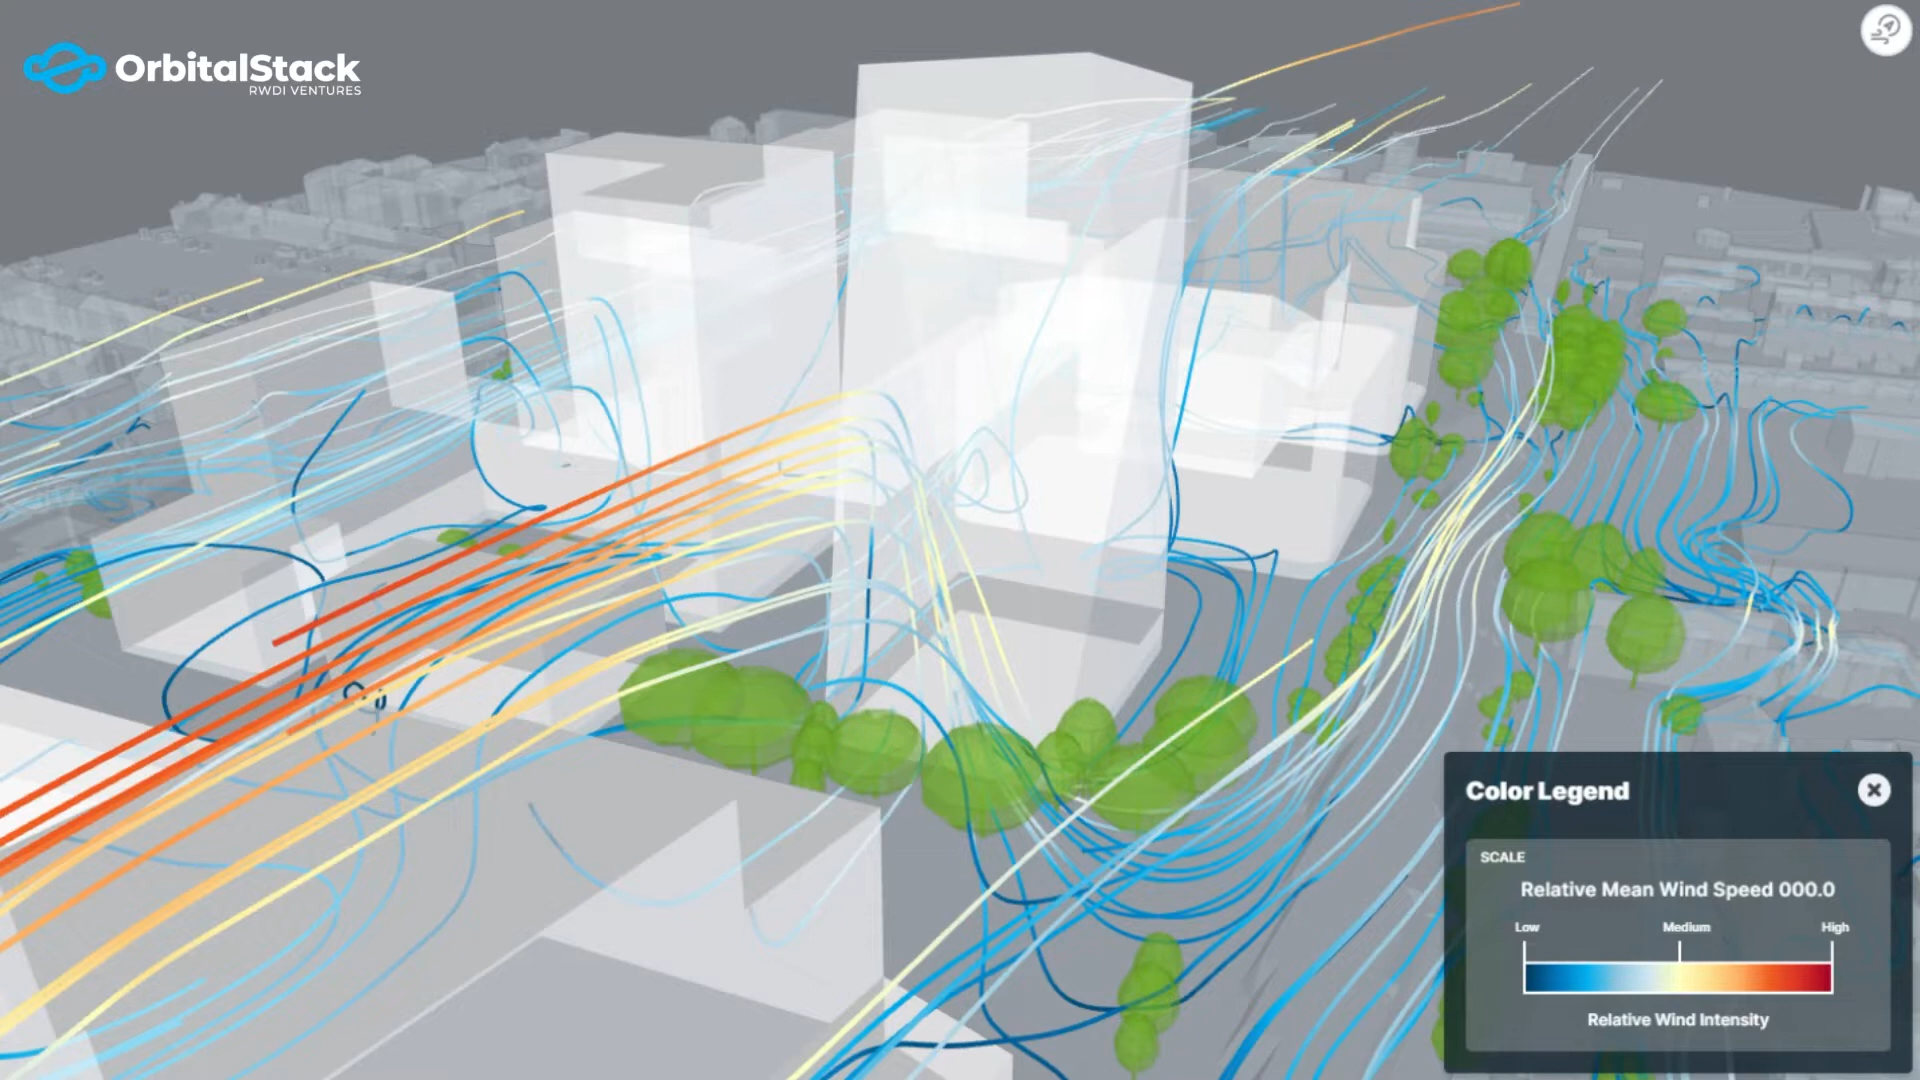 OrbitalStack
RWDI VENTURES
Color Legend
SCALE
Relative Mean Wind Speed 000.0
Low Medium High
Relative Wind Intensity